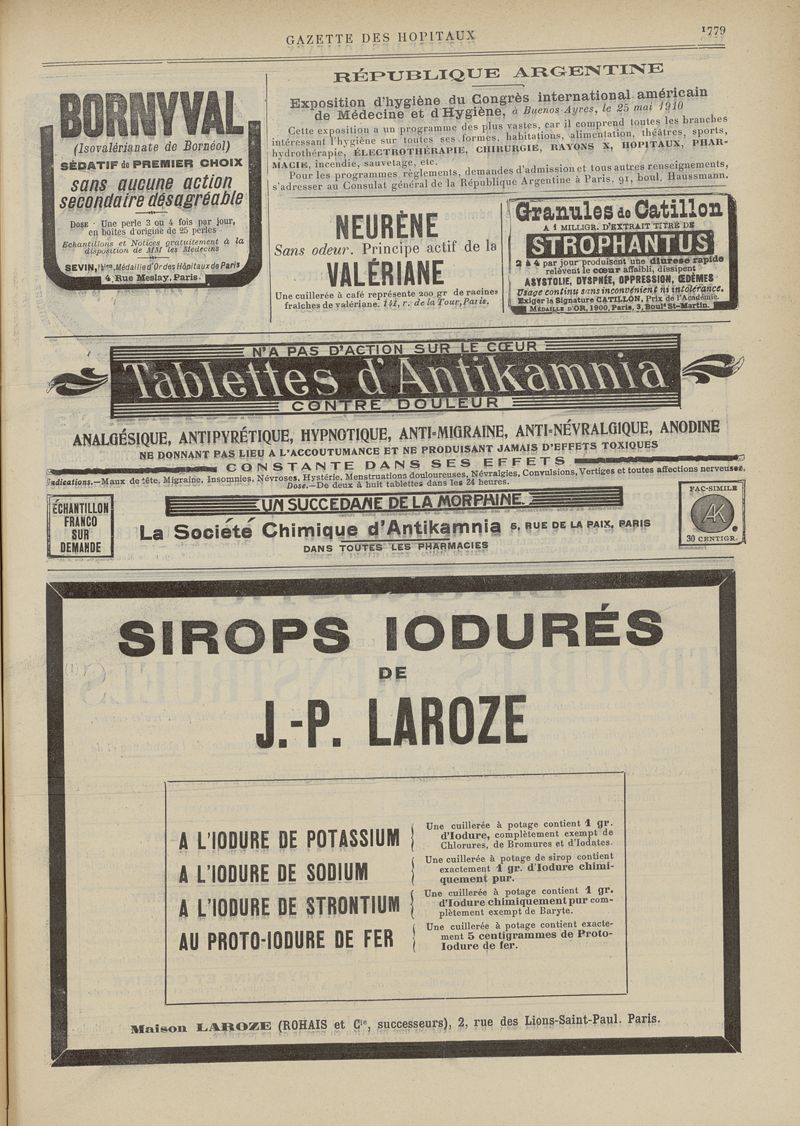 GAZETTE DES HOPITAUX
1779
BORNYVAL
(Isovalérianate de Bornéol)
SÉDATIF de PREMIER CHOIX
sans aucune action
secondaire désagréable
DOSE · Une perle 3 ou 4 fois par jour,
en boîtes d'origine de 25 perles
Echantillons et Notices gratuitement à la
disposition de MM les Médecins
SEVIN, Médaille d'Or des Hôpitaux de Paris
4, Rue Meslay, Paris.
RÉPUBLIQUE ARGENTINE
Exposition d'hygiène du Congrès international américain
de Médecine et d'Hygiène, à Buenos-Ayres, le 25 mai 1910
Cette exposition a un programme des plus vastes, car il comprend toutes les branches
intéressant l'hygiène sur toutes ses formes, habitations, alimentation, théâtres, sports,
hydrothérapie, ÉLECTROTHÉRAPIE, CHIRURGIE, RAYONS X, HOPITAUX, PHAR-
MACIE, incendie, sauvetage, etc.
Pour les programmes, règlements, demandes d'admission et tous autres renseignements,
s'adresser au Consulat général de la République Argentine à Paris, 91, boul. Haussmann.
NEURÈNE
Sans odeur. Principe actif de la
VALÉRIANE
Une cuillerée à café représente 200 gr de racines
fraîches de valériane. 141, r. de la Tour, Paris.
Granules de Catillon
A 1 MILLIGR. D'EXTRAIT TITRÉ DE
STROPHANTUS
2 à 4 par jour produisent une diurèse rapide
relèvent le cœur affaibli, dissipent
ASYSTOLIE, DYSPNÉE, OPPRESSION, ŒDÈMES
Usage continu sans inconvénient ni intolérance.
Exiger la Signature CATILLON, Prix de l'Académie.
MÉDAILLE D'OR, 1900, Paris, 3, Boul^d St-Martin.
N'A PAS D'ACTION SUR LE CŒUR
Tablettes d'Antikamnia
CONTRE DOULEUR
ANALGÉSIQUE, ANTIPYRÉTIQUE, HYPNOTIQUE, ANTI-MIGRAINE, ANTI-NÉVRALGIQUE, ANODINE
NE DONNANT PAS LIEU A L'ACCOUTUMANCE ET NE PRODUISANT JAMAIS D'EFFETS TOXIQUES
CONSTANTE DANS SES EFFETS
Indications.—Maux de tête, Migraine, Insomnies, Névroses, Hystérie, Menstruations douloureuses, Névralgies, Convulsions, Vertiges et toutes affections nerveuses.
Dose.—De deux à huit tablettes dans les 24 heures.
UN SUCCÉDANÉ DE LA MORPHINE.
ÉCHANTILLON
FRANCO
SUR
DEMANDE
La Société Chimique d'Antikamnia 5, RUE DE LA PAIX, PARIS
DANS TOUTES LES PHARMACIES
FAC-SIMILE
AK
30 CENTIGR.
SIROPS IODURÉS
DE
J.-P. LAROZE
A L'IODURE DE POTASSIUM
Une cuillerée à potage contient 1 gr.
d'Iodure, complètement exempt de
Chlorures, de Bromures et d'Iodates.
A L'IODURE DE SODIUM
Une cuillerée à potage de sirop contient
exactement 1 gr. d'Iodure chimi-
quement pur.
A L'IODURE DE STRONTIUM
Une cuillerée à potage contient 1 gr.
d'Iodure chimiquement pur com-
plètement exempt de Baryte.
AU PROTO-IODURE DE FER
Une cuillerée à potage contient exacte-
ment 5 centigrammes de Proto-
Iodure de fer.
Maison LAROZE (ROHAIS et C^ie, successeurs), 2, rue des Lions-Saint-Paul. Paris.